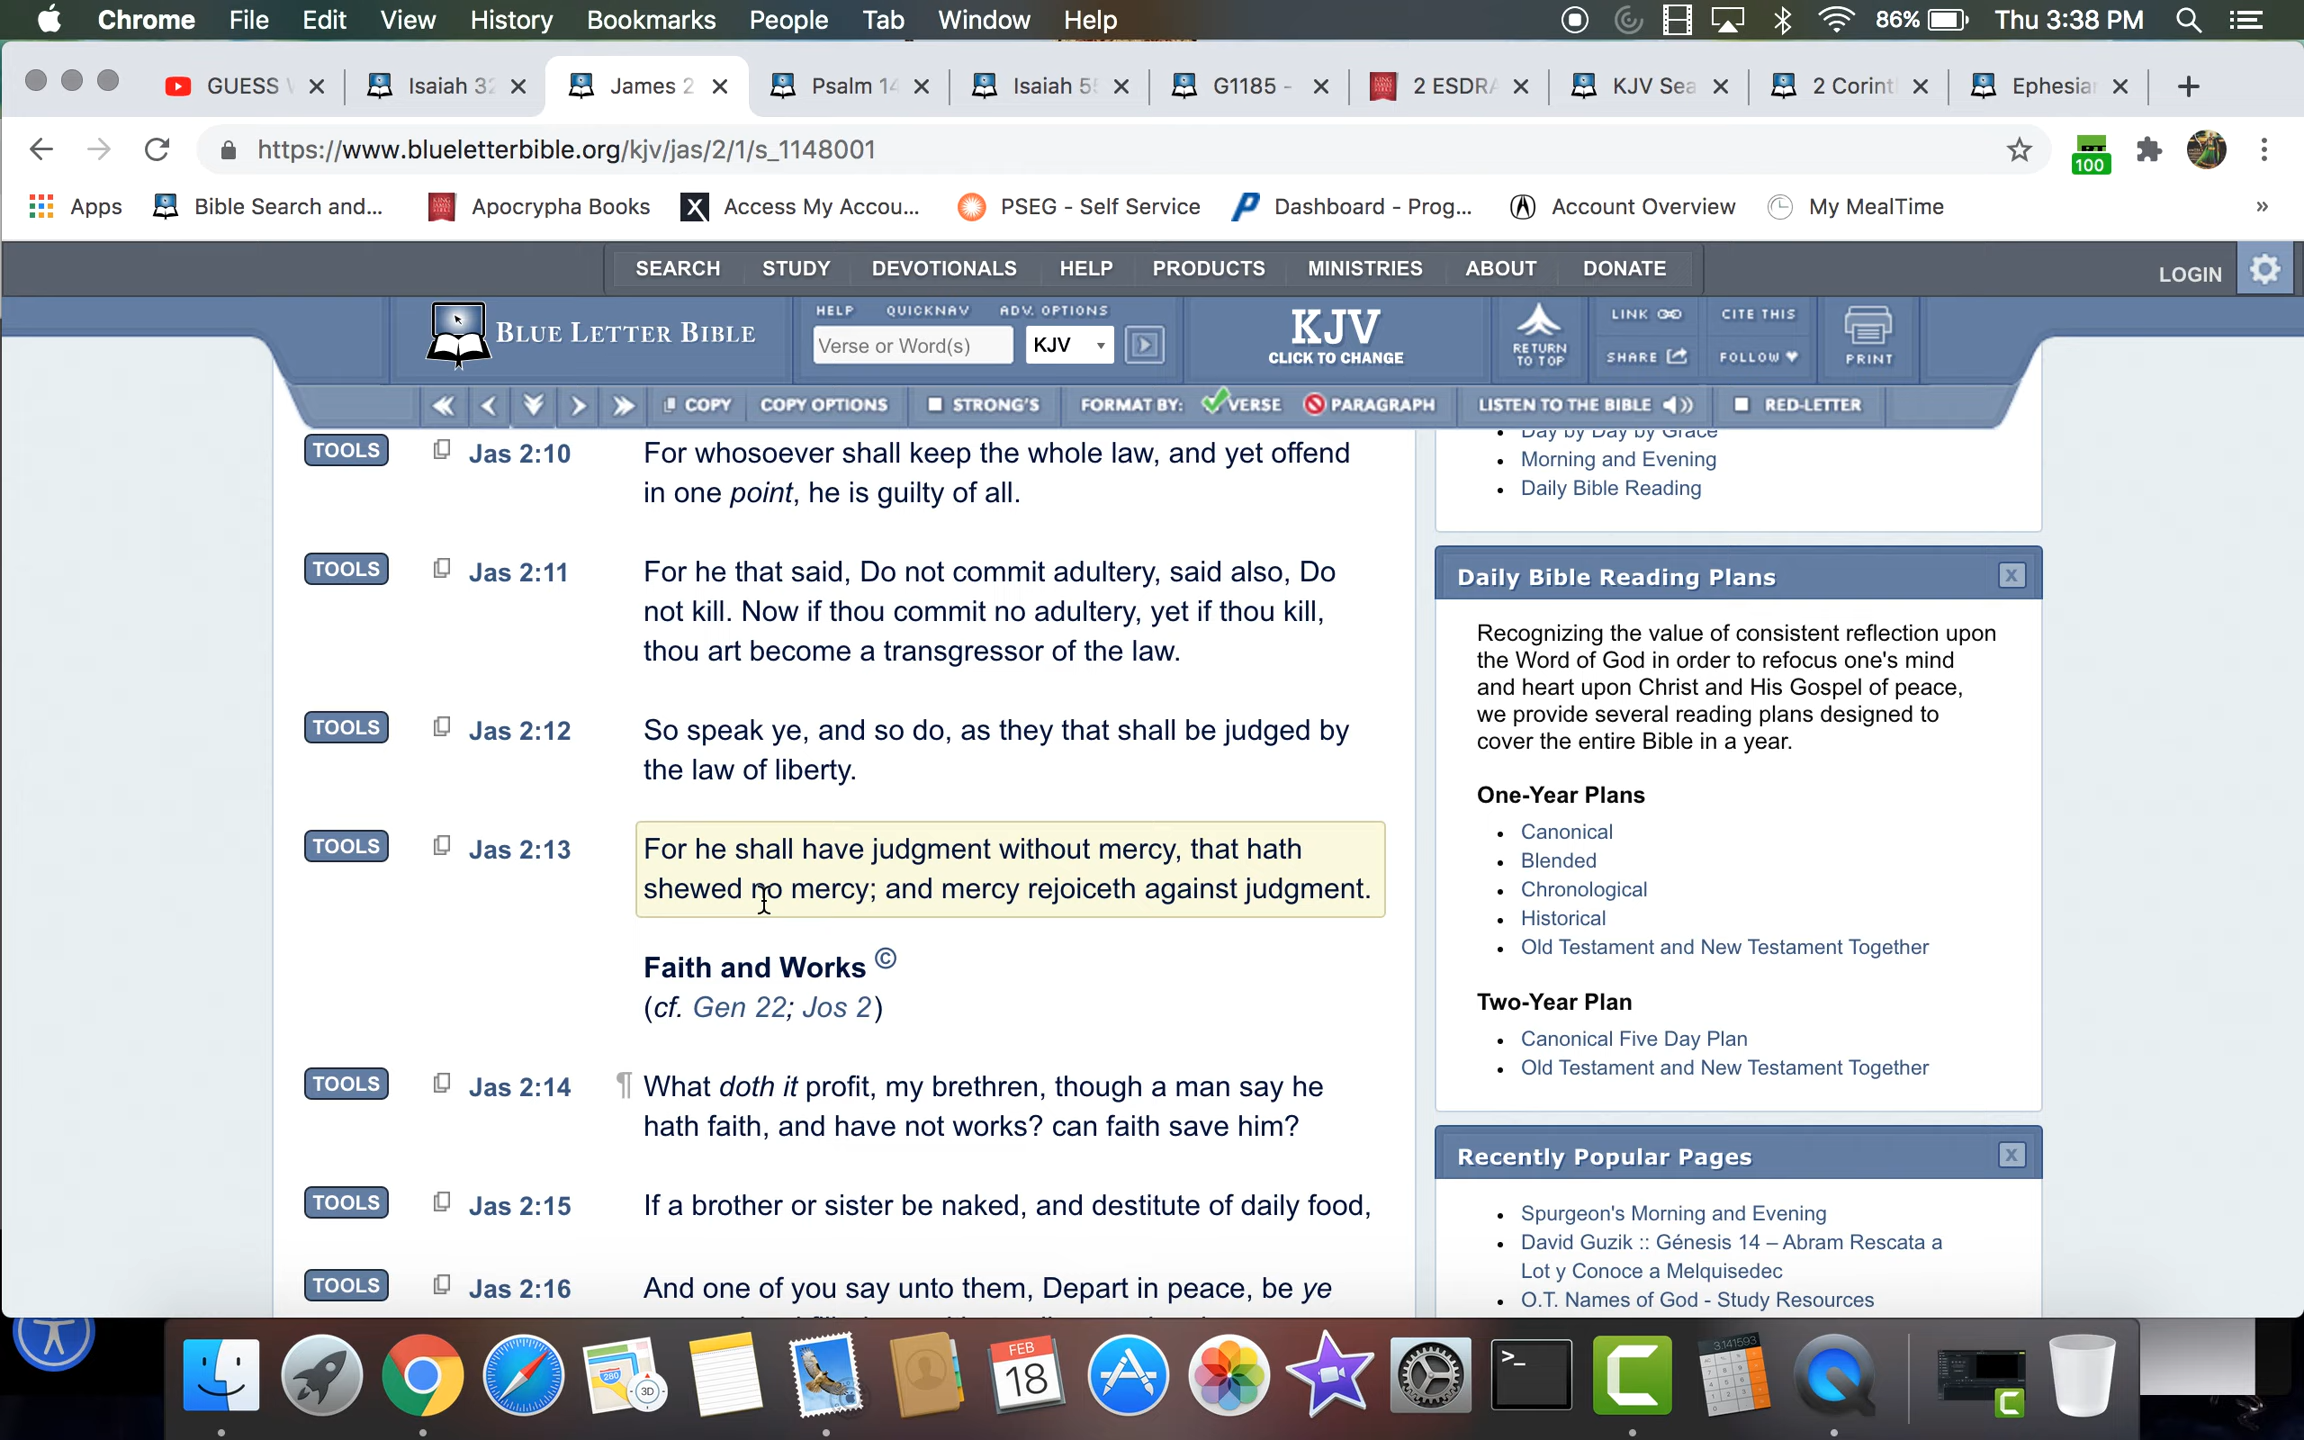 Chrome File Edit View History Bookmarks People Tab Window Help 86% Thu 3:38 PM
GUESS Isaiah 32 James 2 Psalm 14 Isaiah 55 G1185 - 2 ESDRA KJV Sea 2 Corint Ephesia
https://www.blueletterbible.org/kjv/jas/2/1/s_1148001
100
Apps Bible Search and... Apocrypha Books Access My Accou... PSEG - Self Service Dashboard - Prog... Account Overview My MealTime »
SEARCH STUDY DEVOTIONALS HELP PRODUCTS MINISTRIES ABOUT DONATE
LOGIN
HELP QUICKNAV ADV. OPTIONS
BLUE LETTER BIBLE
Verse or Word(s) KJV
KJV
CLICK TO CHANGE
RETURN
TO TOP
LINK CITE THIS
SHARE FOLLOW
PRINT
COPY COPY OPTIONS STRONG'S FORMAT BY: VERSE PARAGRAPH LISTEN TO THE BIBLE RED-LETTER
TOOLS Jas 2:10 For whosoever shall keep the whole law, and yet offend
in one point, he is guilty of all.
TOOLS Jas 2:11 For he that said, Do not commit adultery, said also, Do
not kill. Now if thou commit no adultery, yet if thou kill,
thou art become a transgressor of the law.
TOOLS Jas 2:12 So speak ye, and so do, as they that shall be judged by
the law of liberty.
TOOLS Jas 2:13 For he shall have judgment without mercy, that hath
shewed no mercy; and mercy rejoiceth against judgment.
Faith and Works ©
(cf. Gen 22; Jos 2)
TOOLS Jas 2:14 ¶ What doth it profit, my brethren, though a man say he
hath faith, and have not works? can faith save him?
TOOLS Jas 2:15 If a brother or sister be naked, and destitute of daily food,
TOOLS Jas 2:16 And one of you say unto them, Depart in peace, be ye
Day by Day by Grace
Morning and Evening
Daily Bible Reading
Daily Bible Reading Plans
Recognizing the value of consistent reflection upon
the Word of God in order to refocus one's mind
and heart upon Christ and His Gospel of peace,
we provide several reading plans designed to
cover the entire Bible in a year.
One-Year Plans
Canonical
Blended
Chronological
Historical
Old Testament and New Testament Together
Two-Year Plan
Canonical Five Day Plan
Old Testament and New Testament Together
Recently Popular Pages
Spurgeon's Morning and Evening
David Guzik :: Génesis 14 – Abram Rescata a
Lot y Conoce a Melquisedec
O.T. Names of God - Study Resources
280
3D
FEB
18
>_
3.141593